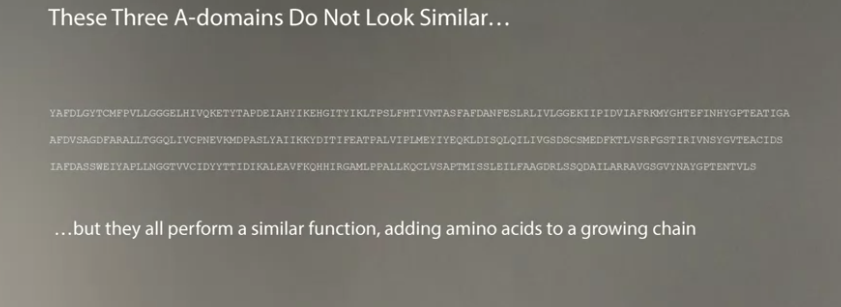 These Three A-domains Do Not Look Similar…
YAFDLGYTCMFPVLLGGGELHIVQKETYTAPDEIAHYIKEHGITYIKLTPSLFHTIVNTASFAFDANFESLRLIVLGGEKIIPIDVIAFRKMYGHTEFINHYGPTEATIGA
AFDVSAGDFARALLTGGQLIVCPNEVKMDPASLYAIIKKYDITIFEATPALVIPLMEYIYEQKLDISQLQILIVGSDSCSMEDFKTLVSRFGSTIRIVNSYGVTEACIDS
IAFDASSWEIYAPLLNGGTVVCIDYYTTIDIKALEAVFKQHHIRGAMLPPALLKQCLVSAPTMISSLEILFAAGDRLSSQDAILARRAVGSGVYNAYGPTENTVLS
…but they all perform a similar function, adding amino acids to a growing chain